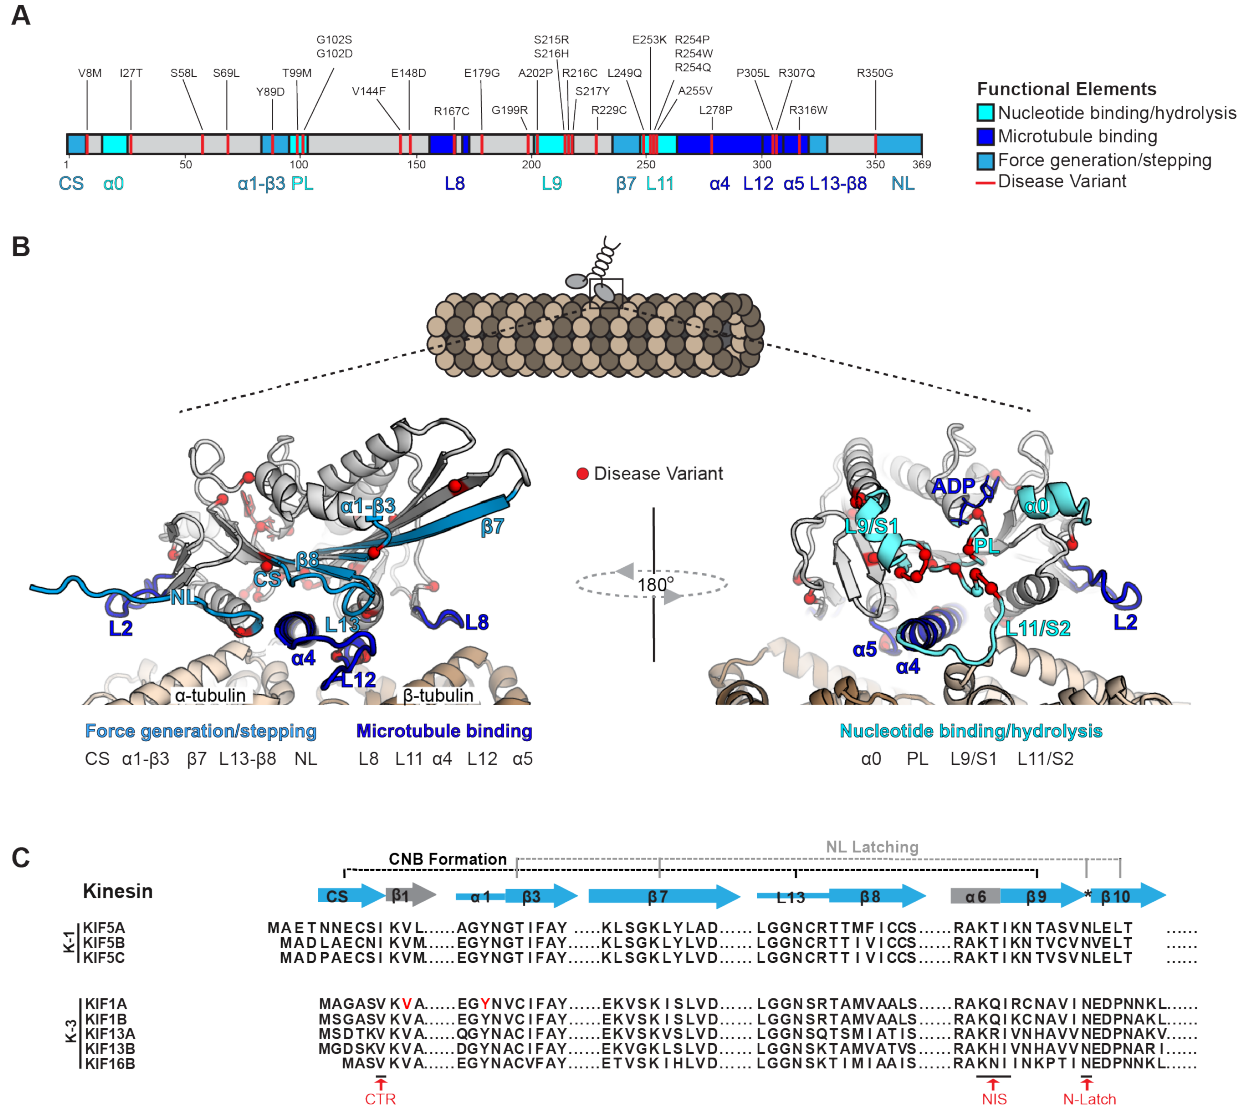 A
G102S
G102D
S215R
S216H
E253K
R254P
R254W
R254Q
V8M
I27T
S58L
S69L
T99M
E148D
E179G
A202P
R216C
L249Q
P305L
R307Q
R350G
Y89D
V144F
S217Y
A255V
R167C
G199R
R229C
L278P
R316W
1
50
100
150
200
250
300
350
369
CS
α0
α1-β3
PL
L8
L9
β7
L11
α4
L12
α5
L13-β8
NL
Functional Elements
Nucleotide binding/hydrolysis
Microtubule binding
Force generation/stepping
Disease Variant
B
Disease Variant
180°
α1-β3
β7
β8
CS
NL
L2
L13
L8
α4
L12
α-tubulin
β-tubulin
ADP
α0
L9/S1
PL
L2
L11/S2
α5
α4
Force generation/stepping
CS α1-β3 β7 L13-β8 NL
Microtubule binding
L8 L11 α4 L12 α5
Nucleotide binding/hydrolysis
α0 PL L9/S1 L11/S2
C
NL Latching
CNB Formation
Kinesin
CS β1 α1 β3 β7 L13 β8 α6 β9 * β10
K-1
KIF5A MAETNNECSIKVL......AGYNGTIFAY......KLSGKLYLAD......LGGNCRTTMFICCS......RAKTIKNTASVNLELT ......
KIF5B MADLAECNIKVM......EGYNGTIFAY......KLSGKLYLVD......LGGNCRTTIVICCS......RAKTIKNTVCVNVELT ......
KIF5C MADPAECSIKVM......EGYNGTIFAY......KLSGKLYLVD......LGGNCRTTIVICCS......RAKTIKNTVSVNLELT ......
K-3
KIF1A MAGASVKVA......EGYNVCIFAY......EKVSKISLVD......LGGNSRTAMVAALS......RAKQIRCNAVINEDPNNKL......
KIF1B MSGASVKVA......EGYNVCIFAY......EKVSKISLVD......LGGNSRTAMVAALS......RAKQIKCNAVINEDPNAKL......
KIF13A MSDTKVKVA......QGYNACIFAY......EKVSKVSLVD......LGGNSQTSMIATIS......RAKRIVNHAVVNEDPNAKV......
KIF13B MGDSKVKVA......DGYNACIFAY......EKVGKLSLVD......LGGNSKTAMVATVS......RAKHIVNHAVVNEDPNARI......
KIF16B MASVKVA......EGYNACVFAY......ETVSKIHLVD......LGGNSKTTIMIAAIS......RAKNIINKPTINEDPNVKL......
CTR
NIS
N-Latch